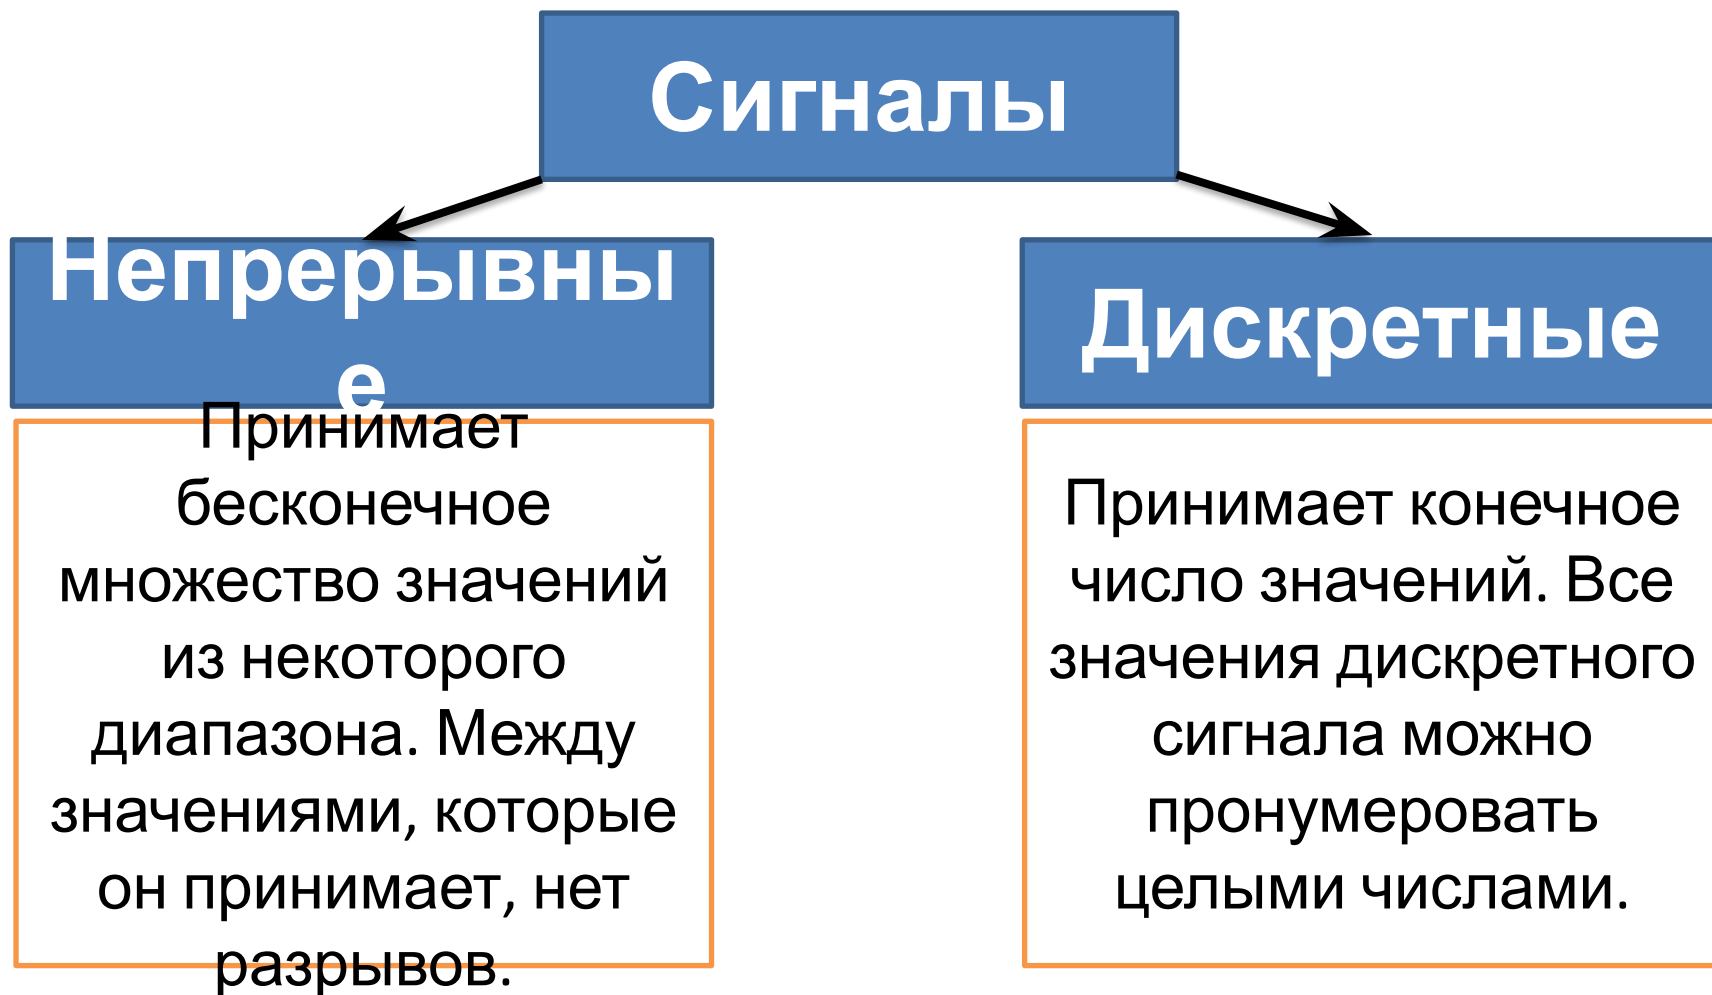 Сигналы
Непрерывны
е
Принимает
бесконечное
множество значений
из некоторого
диапазона. Между
значениями, которые
он принимает, нет
разрывов.
Дискретные
Принимает конечное
число значений. Все
значения дискретного
сигнала можно
пронумеровать
целыми числами.